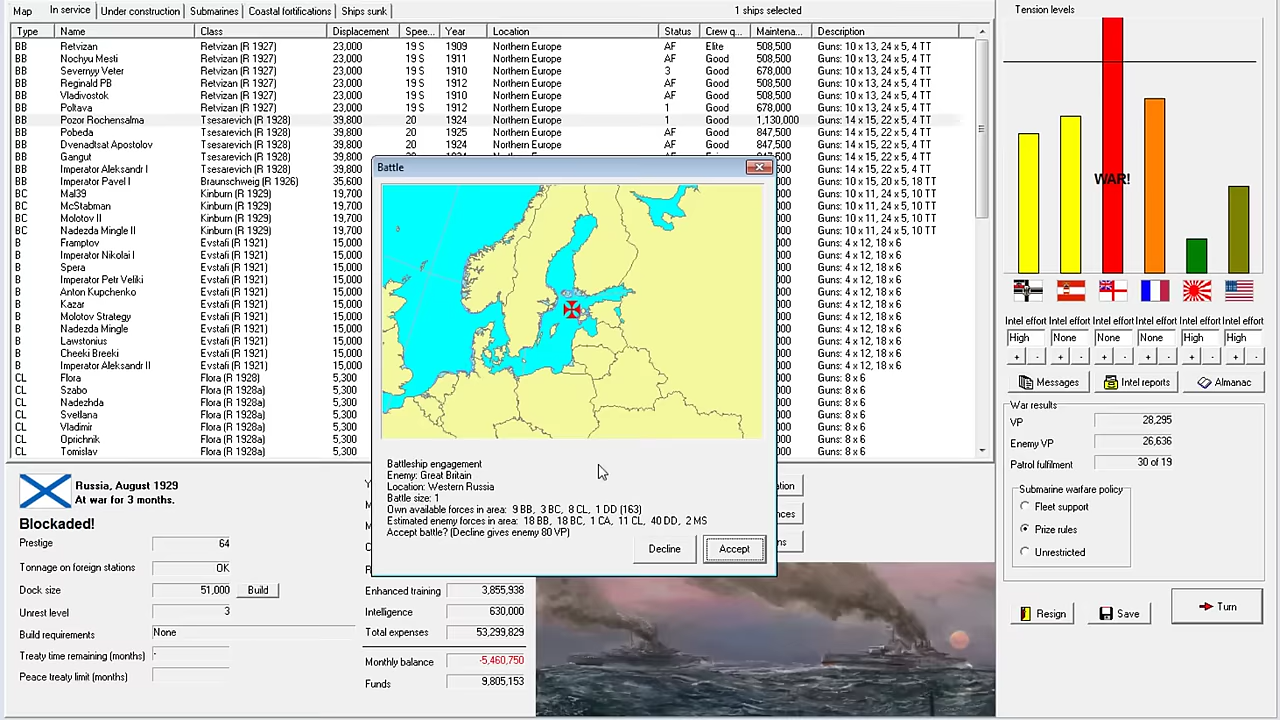 Map In service Under construction Submarines Coastal fortifications Ships sunk 1 ships selected
Type Name Class Displacement Spee... Year Location Status Crew q... Maintena... Description
BB Retvizan Retvizan (R 1927) 23,000 19 S 1909 Northern Europe AF Elite 508,500 Guns: 10 x 13, 24 x 5, 4 TT
BB Nochyu Mesti Retvizan (R 1927) 23,000 19 S 1911 Northern Europe AF Good 508,500 Guns: 10 x 13, 24 x 5, 4 TT
BB Severnyy Veter Retvizan (R 1927) 23,000 19 S 1910 Northern Europe 3 Good 678,000 Guns: 10 x 13, 24 x 5, 4 TT
BB Reginald PB Retvizan (R 1927) 23,000 19 S 1912 Northern Europe AF Good 508,500 Guns: 10 x 13, 24 x 5, 4 TT
BB Vladivostok Retvizan (R 1927) 23,000 19 S 1910 Northern Europe AF Good 508,500 Guns: 10 x 13, 24 x 5, 4 TT
BB Poltava Retvizan (R 1927) 23,000 19 S 1912 Northern Europe 1 Good 678,000 Guns: 10 x 13, 24 x 5, 4 TT
BB Pozor Rochensalma Tsesarevich (R 1928) 39,800 20 1924 Northern Europe 1 Good 1,130,000 Guns: 14 x 15, 22 x 5, 4 TT
BB Pobeda Tsesarevich (R 1928) 39,800 20 1925 Northern Europe AF Good 847,500 Guns: 14 x 15, 22 x 5, 4 TT
BB Dvenadtsat Apostolov Tsesarevich (R 1928) 39,800 20 1924 Northern Europe AF Good 847,500 Guns: 14 x 15, 22 x 5, 4 TT
BB Gangut Tsesarevich (R 1928) 39,800 Guns: 14 x 15, 22 x 5, 4 TT
BB Imperator Aleksandr I Tsesarevich (R 1928) 39,800 Guns: 14 x 15, 22 x 5, 4 TT
BB Imperator Pavel I Braunschweig (R 1926) 35,600 Guns: 10 x 15, 20 x 5, 18 TT
BC Mal39 Kinburn (R 1929) 19,700 Guns: 10 x 11, 24 x 5, 10 TT
BC McStabman Kinburn (R 1929) 19,700 Guns: 10 x 11, 24 x 5, 10 TT
BC Molotov II Kinburn (R 1929) 19,700 Guns: 10 x 11, 24 x 5, 10 TT
BC Nadezda Mingle II Kinburn (R 1929) 19,700 Guns: 10 x 11, 24 x 5, 10 TT
B Framptov Evstafi (R 1921) 15,000 Guns: 4 x 12, 18 x 6
B Imperator Nikolai I Evstafi (R 1921) 15,000 Guns: 4 x 12, 18 x 6
B Spera Evstafi (R 1921) 15,000 Guns: 4 x 12, 18 x 6
B Imperator Petr Veliki Evstafi (R 1921) 15,000 Guns: 4 x 12, 18 x 6
B Anton Kupchenko Evstafi (R 1921) 15,000 Guns: 4 x 12, 18 x 6
B Kazar Evstafi (R 1921) 15,000 Guns: 4 x 12, 18 x 6
B Molotov Strategy Evstafi (R 1921) 15,000 Guns: 4 x 12, 18 x 6
B Nadezda Mingle Evstafi (R 1921) 15,000 Guns: 4 x 12, 18 x 6
B Lawstonius Evstafi (R 1921) 15,000 Guns: 4 x 12, 18 x 6
B Cheeki Breeki Evstafi (R 1921) 15,000 Guns: 4 x 12, 18 x 6
B Imperator Aleksandr II Evstafi (R 1921) 15,000 Guns: 4 x 12, 18 x 6
CL Flora Flora (R 1928) 5,300 Guns: 8 x 6
CL Szabo Flora (R 1928a) 5,300 Guns: 8 x 6
CL Nadezhda Flora (R 1928a) 5,300 Guns: 8 x 6
CL Svetlana Flora (R 1928a) 5,300 Guns: 8 x 6
CL Vladimir Flora (R 1928a) 5,300 Guns: 8 x 6
CL Oprichnik Flora (R 1928a) 5,300 Guns: 8 x 6
CL Tomislav Flora (R 1928a) 5,300 Guns: 8 x 6
Battle
Battleship engagement
Enemy: Great Britain
Location: Western Russia
Battle size: 1
Own available forces in area: 9 BB, 3 BC, 8 CL, 1 DD (163)
Estimated enemy forces in area: 18 BB, 18 BC, 1 CA, 11 CL, 40 DD, 2 MS
Accept battle? (Decline gives enemy 80 VP)
Decline Accept
Russia, August 1929
At war for 3 months.
Blockaded!
Prestige 64
Tonnage on foreign stations OK
Dock size 51,000 Build
Unrest level 3
Build requirements None
Treaty time remaining (months) -
Peace treaty limit (months)
Enhanced training 3,855,938
Intelligence 630,000
Total expenses 53,299,829
Monthly balance -5,460,750
Funds 9,805,153
Tension levels
WAR!
Intel effort Intel effort Intel effort Intel effort Intel effort Intel effort
High None None None High High
+ - + - + - + - + - + -
Messages Intel reports Almanac
War results
VP 28,295
Enemy VP 26,636
Patrol fulfilment 30 of 19
Submarine warfare policy
Fleet support
Prize rules
Unrestricted
Resign Save Turn